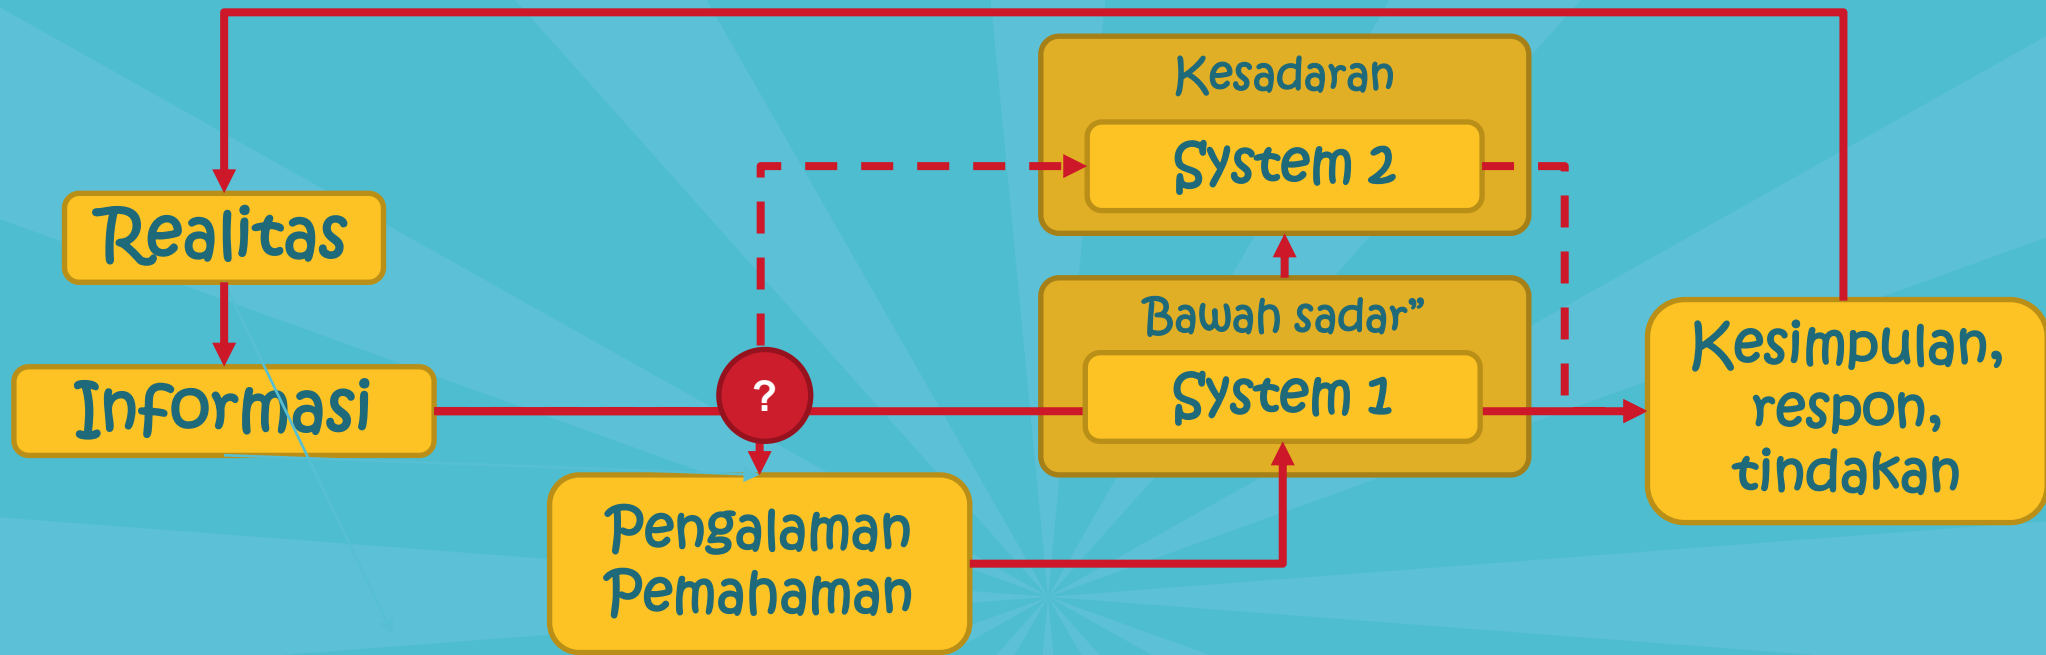 Kesadaran
System 2
Realitas
Bawah sadar”
Informasi
?
System 1
Kesimpulan,
respon,
tindakan
Pengalaman
Pemahaman